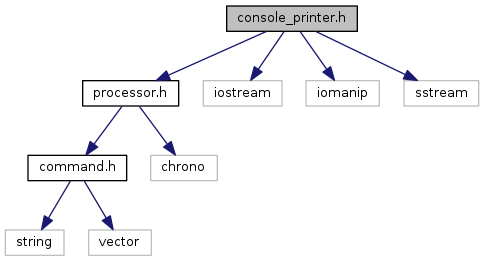 console_printer.h
processor.h
iostream
iomanip
sstream
command.h
chrono
string
vector